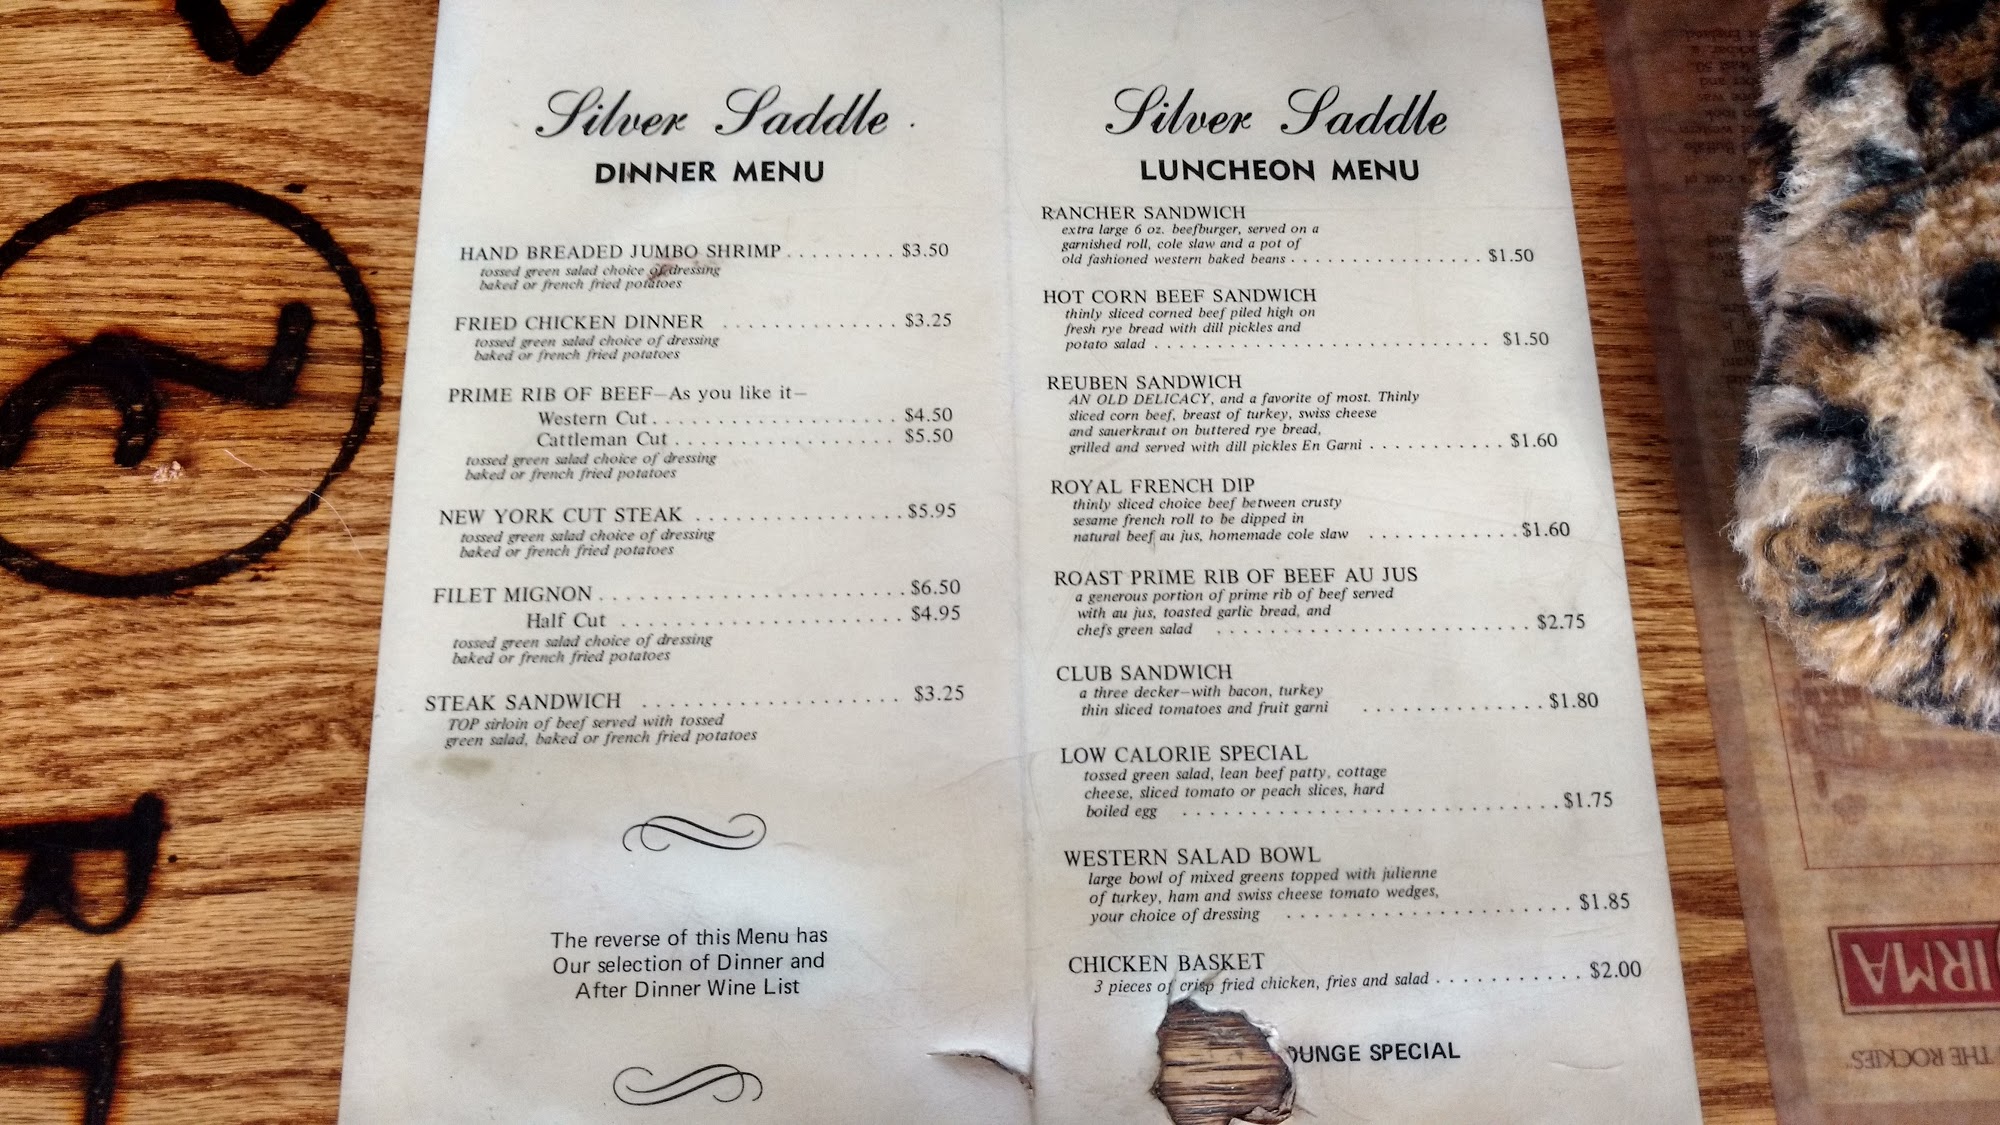 Silver Saddle
DINNER MENU
HAND BREADED JUMBO SHRIMP . . . . . . . . . $3.50
tossed green salad choice of dressing
baked or french fried potatoes
FRIED CHICKEN DINNER . . . . . . . . . . . . . . $3.25
tossed green salad choice of dressing
baked or french fried potatoes
PRIME RIB OF BEEF—As you like it—
Western Cut . . . . . . . . . . . . . . . . . . . . $4.50
Cattleman Cut . . . . . . . . . . . . . . . . . . $5.50
tossed green salad choice of dressing
baked or french fried potatoes
NEW YORK CUT STEAK . . . . . . . . . . . . . . . . . $5.95
tossed green salad choice of dressing
baked or french fried potatoes
FILET MIGNON . . . . . . . . . . . . . . . . . . . . . . . . $6.50
Half Cut . . . . . . . . . . . . . . . . . . . . . . $4.95
tossed green salad choice of dressing
baked or french fried potatoes
STEAK SANDWICH . . . . . . . . . . . . . . . . . . . . $3.25
TOP sirloin of beef served with tossed
green salad, baked or french fried potatoes
The reverse of this Menu has
Our selection of Dinner and
After Dinner Wine List
Silver Saddle
LUNCHEON MENU
RANCHER SANDWICH
extra large 6 oz. beefburger, served on a
garnished roll, cole slaw and a pot of
old fashioned western baked beans . . . . . . . . . . . . . . . . . $1.50
HOT CORN BEEF SANDWICH
thinly sliced corned beef piled high on
fresh rye bread with dill pickles and
potato salad . . . . . . . . . . . . . . . . . . . . . . . . . . . . $1.50
REUBEN SANDWICH
AN OLD DELICACY, and a favorite of most. Thinly
sliced corn beef, breast of turkey, swiss cheese
and sauerkraut on buttered rye bread,
grilled and served with dill pickles En Garni . . . . . . . . . . . $1.60
ROYAL FRENCH DIP
thinly sliced choice beef between crusty
sesame french roll to be dipped in
natural beef au jus, homemade cole slaw . . . . . . . . . . . . $1.60
ROAST PRIME RIB OF BEEF AU JUS
a generous portion of prime rib of beef served
with au jus, toasted garlic bread, and
chefs green salad . . . . . . . . . . . . . . . . . . . . . . . . $2.75
CLUB SANDWICH
a three decker—with bacon, turkey
thin sliced tomatoes and fruit garni . . . . . . . . . . . . . . $1.80
LOW CALORIE SPECIAL
tossed green salad, lean beef patty, cottage
cheese, sliced tomato or peach slices, hard
boiled egg . . . . . . . . . . . . . . . . . . . . . . . . . . . . $1.75
WESTERN SALAD BOWL
large bowl of mixed greens topped with julienne
of turkey, ham and swiss cheese tomato wedges,
your choice of dressing . . . . . . . . . . . . . . . . . . . . . $1.85
CHICKEN BASKET
3 pieces of crisp fried chicken, fries and salad . . . . . . . . . . . $2.00
OUNGE SPECIAL
IRMA
THE ROCKIES"